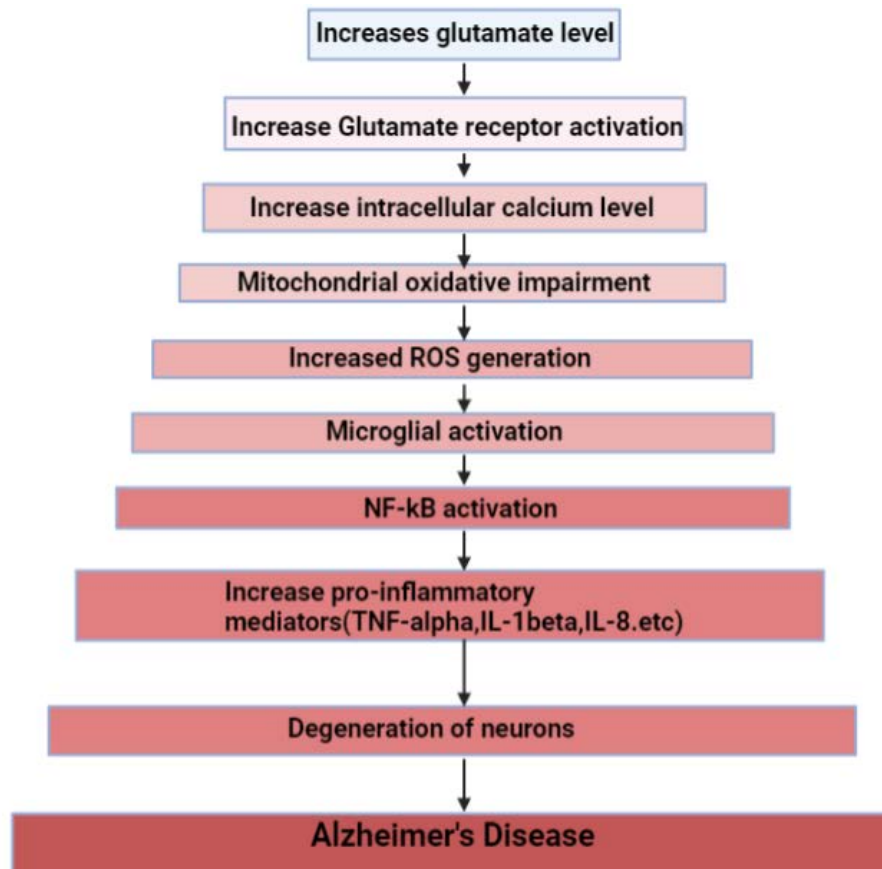 Increases glutamate level
Increase Glutamate receptor activation
Increase intracellular calcium level
Mitochondrial oxidative impairment
Increased ROS generation
Microglial activation
NF-kB activation
Increase pro-inflammatory
mediators(TNF-alpha,IL-1beta,IL-8.etc)
Degeneration of neurons
Alzheimer's Disease